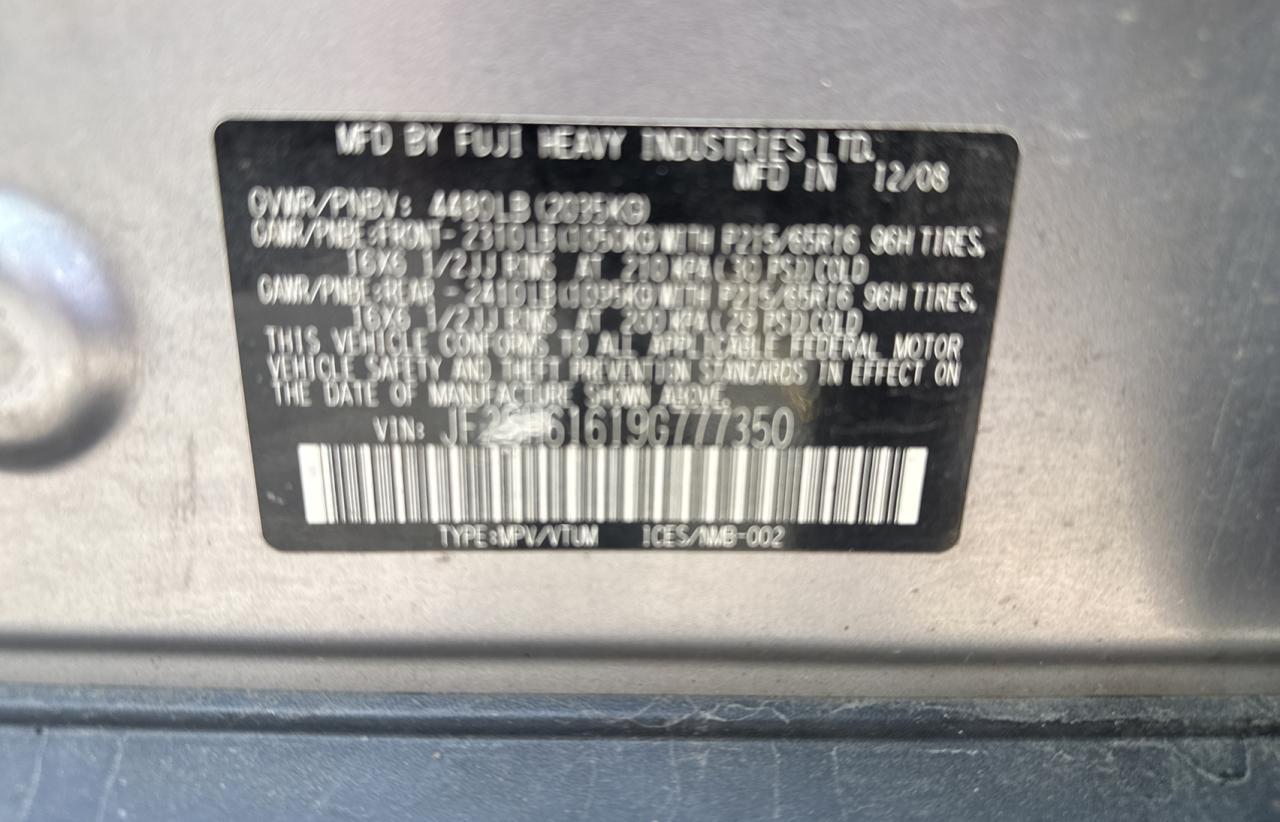 MFD BY FUJI HEAVY INDUSTRIES LTD.
MFD IN 12/08
GVWR/PNBV: 4480LB (2035KG)
GAWR/PNBE:FRONT- 2310LB(1050KG)WITH P215/65R16 96H TIRES,
16X6 1/2JJ RIMS AT 210 KPA( 30 PSI)COLD
GAWR/PNBE:REAR - 2410LB(1095KG)WITH P215/65R16 96H TIRES,
16X6 1/2JJ RIMS AT 200 KPA( 29 PSI)COLD
THIS VEHICLE CONFORMS TO ALL APPLICABLE FEDERAL MOTOR
VEHICLE SAFETY AND THEFT PREVENTION STANDARDS IN EFFECT ON
THE DATE OF MANUFACTURE SHOWN ABOVE.
VIN:
TYPE:MPV/VTUM ICES/NMB-002